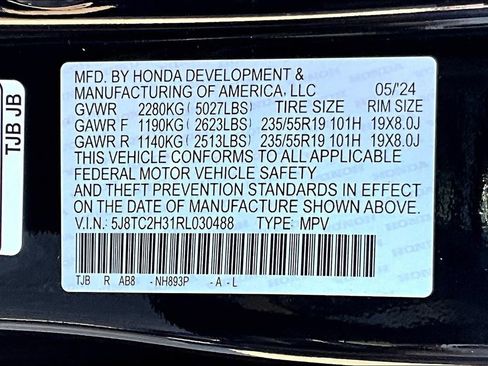 MFD. BY HONDA DEVELOPMENT &
MANUFACTURING OF AMERICA, LLC 05/'24
GVWR 2280KG( 5027LBS) TIRE SIZE RIM SIZE
GAWR F 1190KG( 2623LBS) 235/55R19 101H 19X8.0J
GAWR R 1140KG( 2513LBS) 235/55R19 101H 19X8.0J
THIS VEHICLE CONFORMS TO ALL APPLICABLE
FEDERAL MOTOR VEHICLE SAFETY
AND THEFT PREVENTION STANDARDS IN EFFECT
ON THE DATE OF MANUFACTURE SHOWN ABOVE.
V.I.N.: 5J8TC2H31RL030488 TYPE: MPV
TJB R AB8 -NH893P -A-L
TJB JB